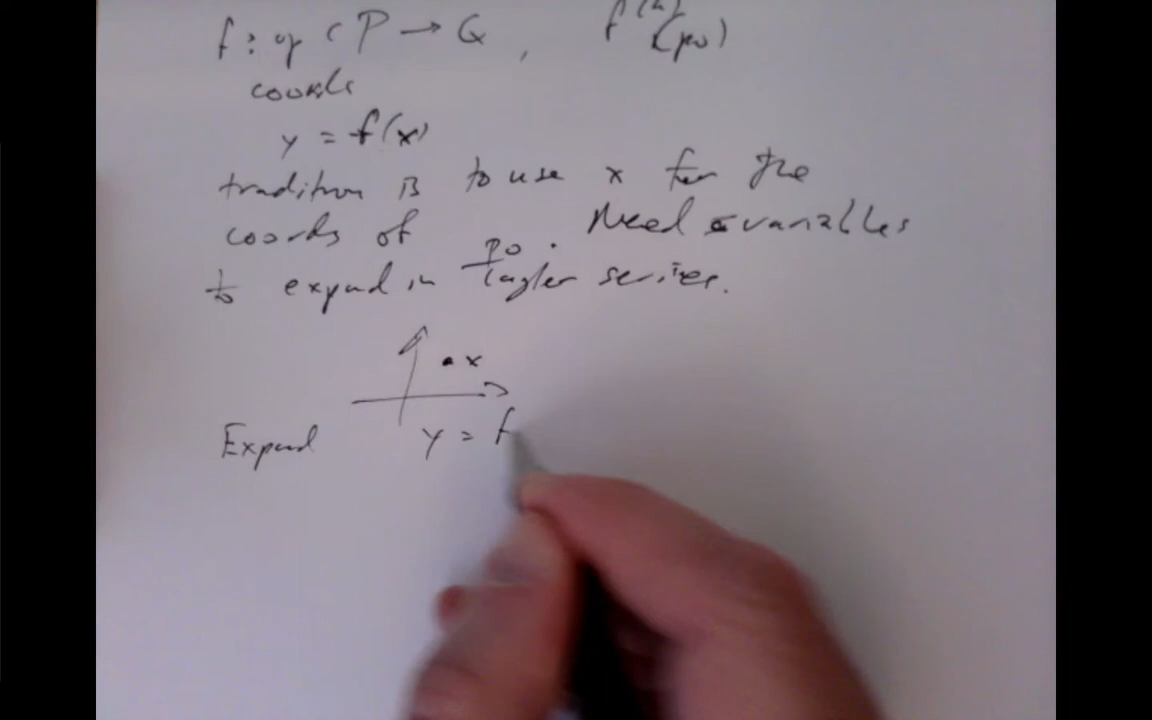 f : op ⊂ P → Q , f (p₀)
coords
y = f(x)
tradition is to use x for the
coords of p₀. Need variables
to expand in Taylor series.
x
Expand y = f